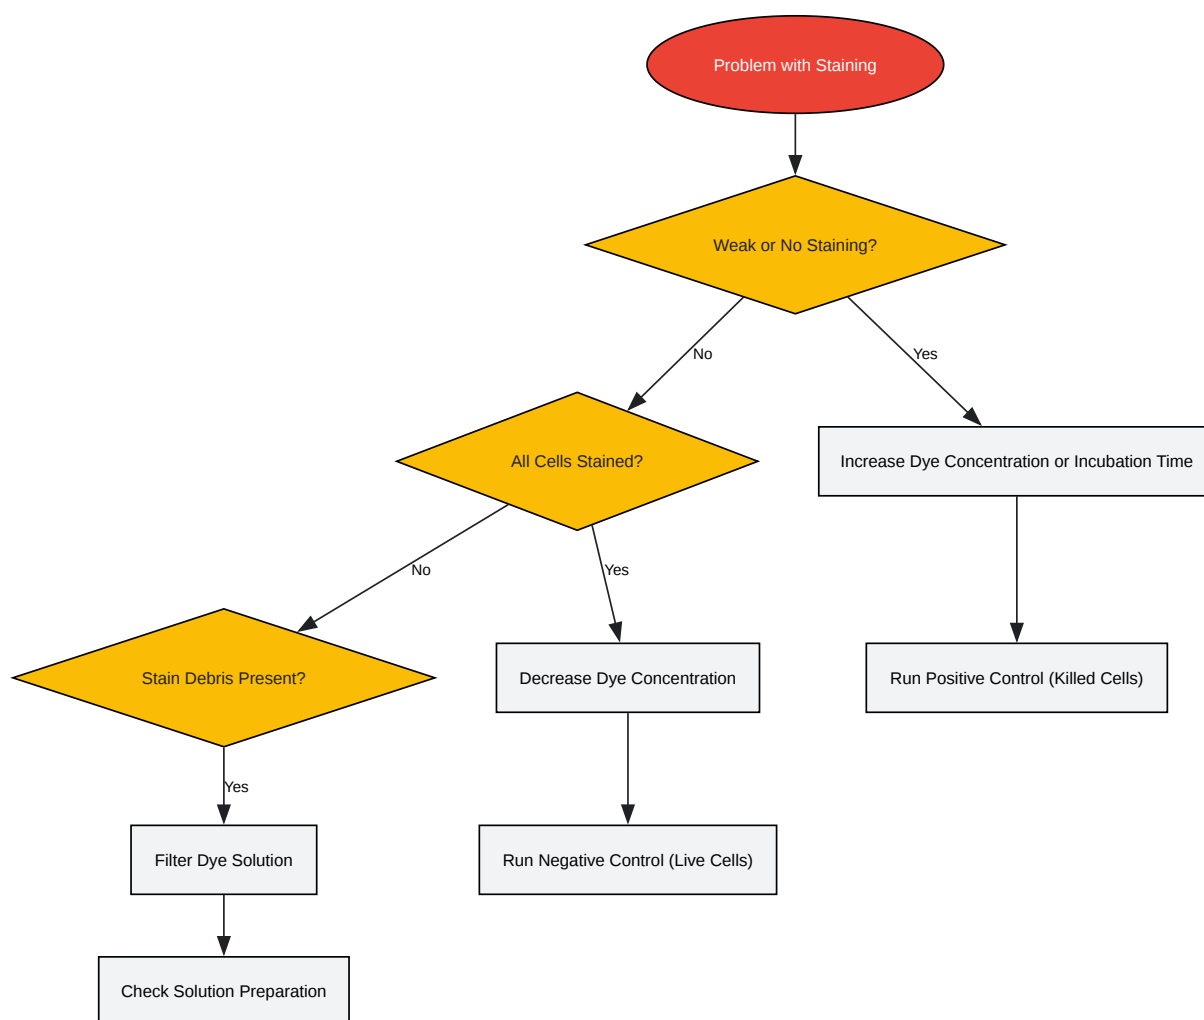 Problem with Staining
Weak or No Staining?
No
Yes
All Cells Stained?
Increase Dye Concentration or Incubation Time
No
Yes
Stain Debris Present?
Decrease Dye Concentration
Run Positive Control (Killed Cells)
Yes
Filter Dye Solution
Run Negative Control (Live Cells)
Check Solution Preparation